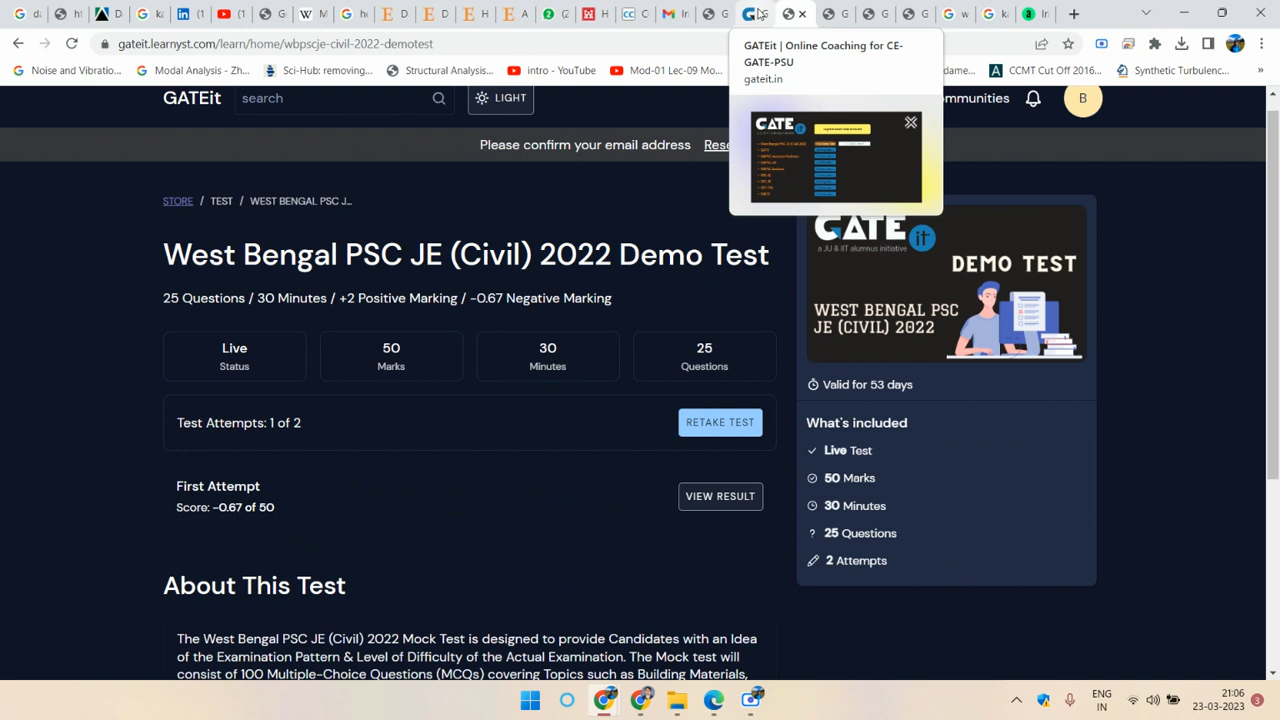 gateit.learnyst.com/learn/home/wbpscje-civil-2022-demotest
Noise and Vibratio...
Modal Analysis - Zh...
Sci-Hub: removing...
Structural Analysis...
intro - YouTube
Mod-01 Lec-09 Mo...
dame...
CCMT Cut Off 2016...
Synthetic Turbulenc...
GATEit | Online Coaching for CE-
GATE-PSU
gateit.in
GATE it
GATEit
search
LIGHT
ommunities
B
Please confirm your email address
STORE / TEST / WEST BENGAL PS J...
West Bengal PSC JE (Civil) 2022 Demo Test
25 Questions / 30 Minutes / +2 Positive Marking / -0.67 Negative Marking
Live
Status
50
Marks
30
Minutes
25
Questions
Test Attempts: 1 of 2
RETAKE TEST
First Attempt
Score: -0.67 of 50
VIEW RESULT
About This Test
The West Bengal PSC JE (Civil) 2022 Mock Test is designed to provide Candidates with an Idea
of the Examination Pattern & Level of Difficulty of the Actual Examination. The Mock test will
consist of 100 Multiple-Choice Questions (MCQs) covering Topics such as Building Materials,
GATE it
a JU & IIT alumnus initiative
DEMO TEST
WEST BENGAL PSC
JE (CIVIL) 2022
Valid for 53 days
What's included
Live Test
50 Marks
30 Minutes
25 Questions
2 Attempts
ENG
IN
21:06
23-03-2023
3